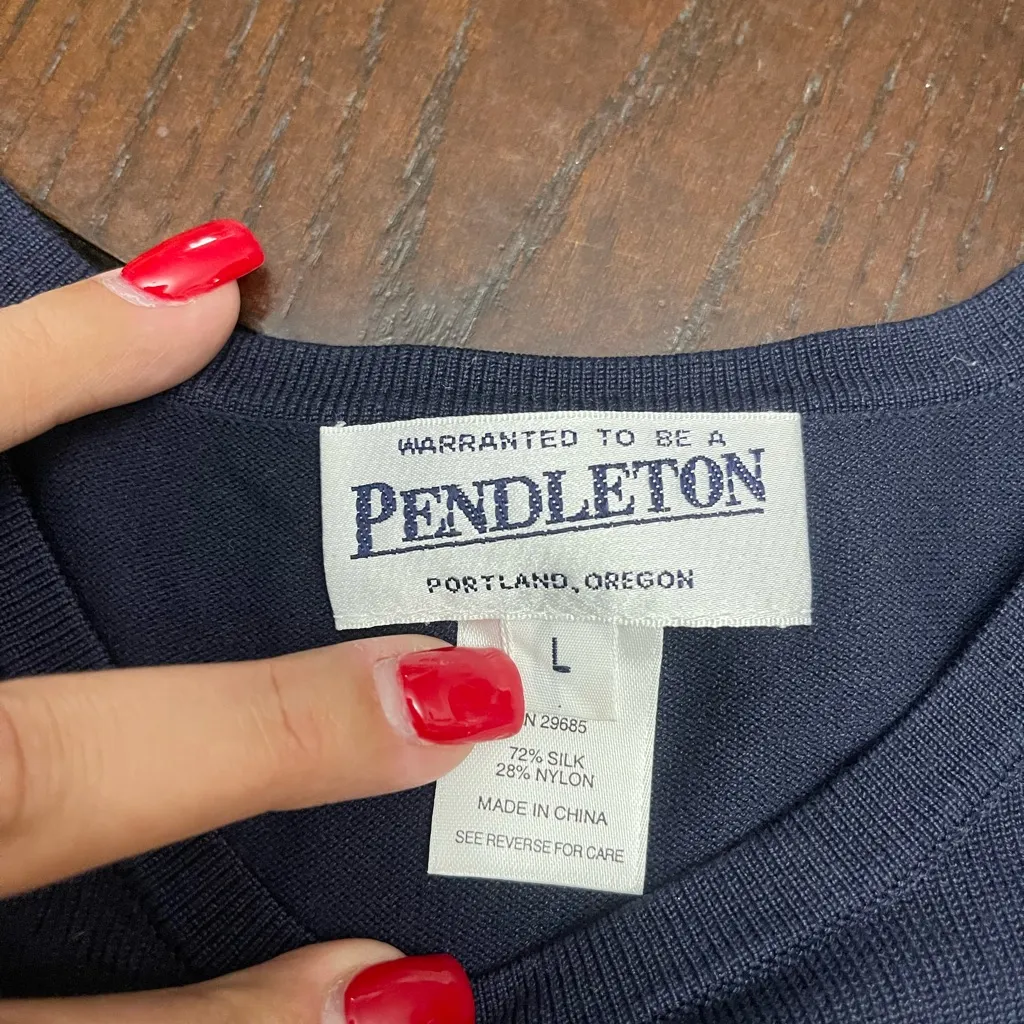 WARRANTED TO BE A
PENDLETON
PORTLAND, OREGON
L
N 29685
72% SILK
28% NYLON
MADE IN CHINA
SEE REVERSE FOR CARE